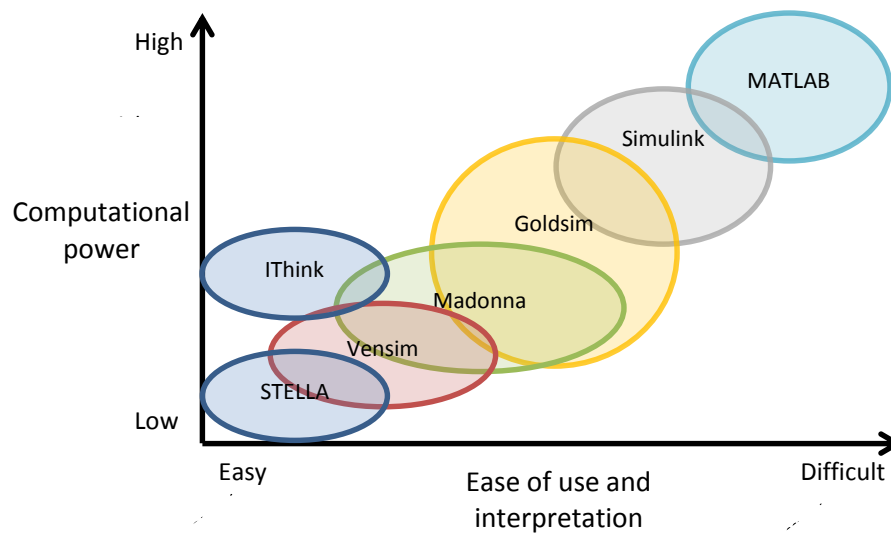 High
MATLAB
Simulink
Computational
power
Goldsim
IThink
Madonna
Vensim
STELLA
Low
Easy
Difficult
Ease of use and
interpretation